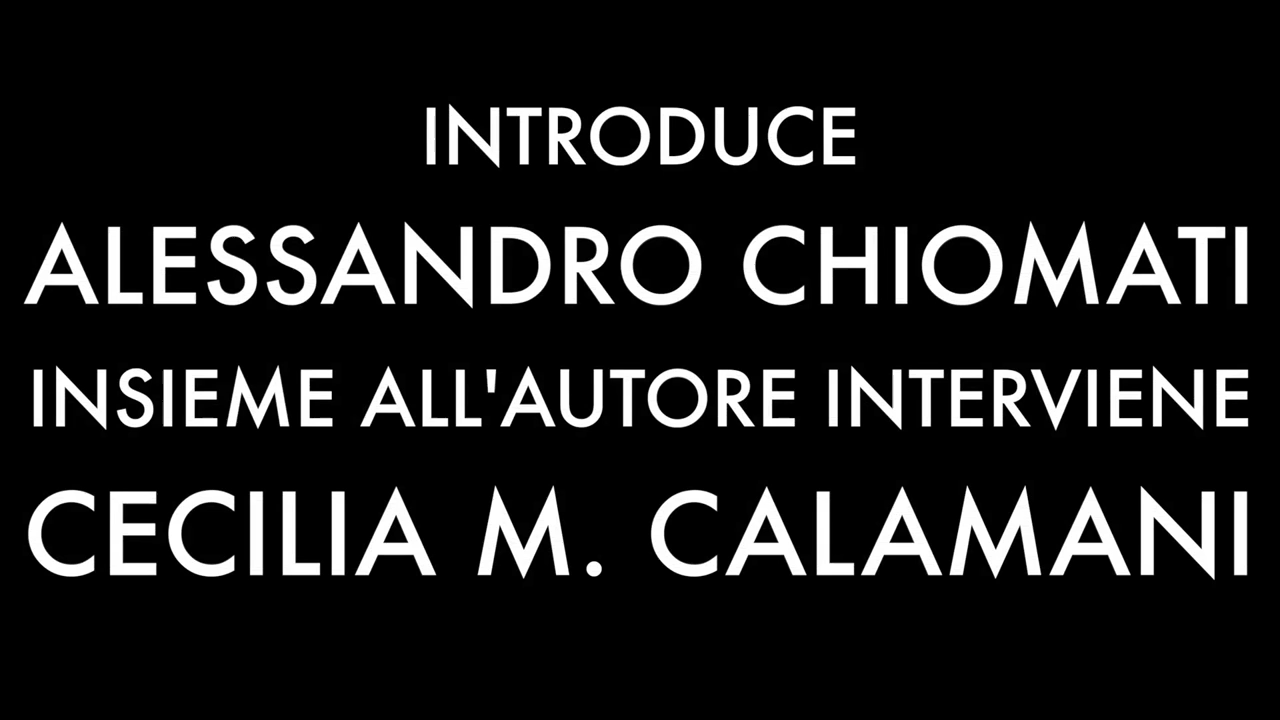 INTRODUCE
ALESSANDRO CHIOMATI
INSIEME ALL'AUTORE INTERVIENE
CECILIA M. CALAMANI